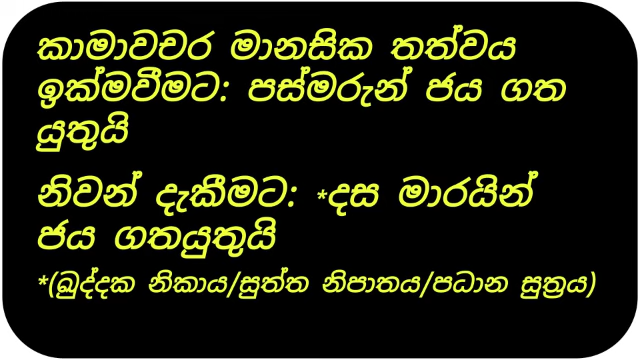 කාමාවචර මානසික තත්වය
ඉක්මවීමට: පස්මරුන් ජය ගත
යුතුයි
නිවන් දැකීමට: *දස මාරයින්
ජය ගතයුතුයි
*(ඛුද්දක නිකාය/සුත්ත නිපාතය/පධාන සුත්‍රය)